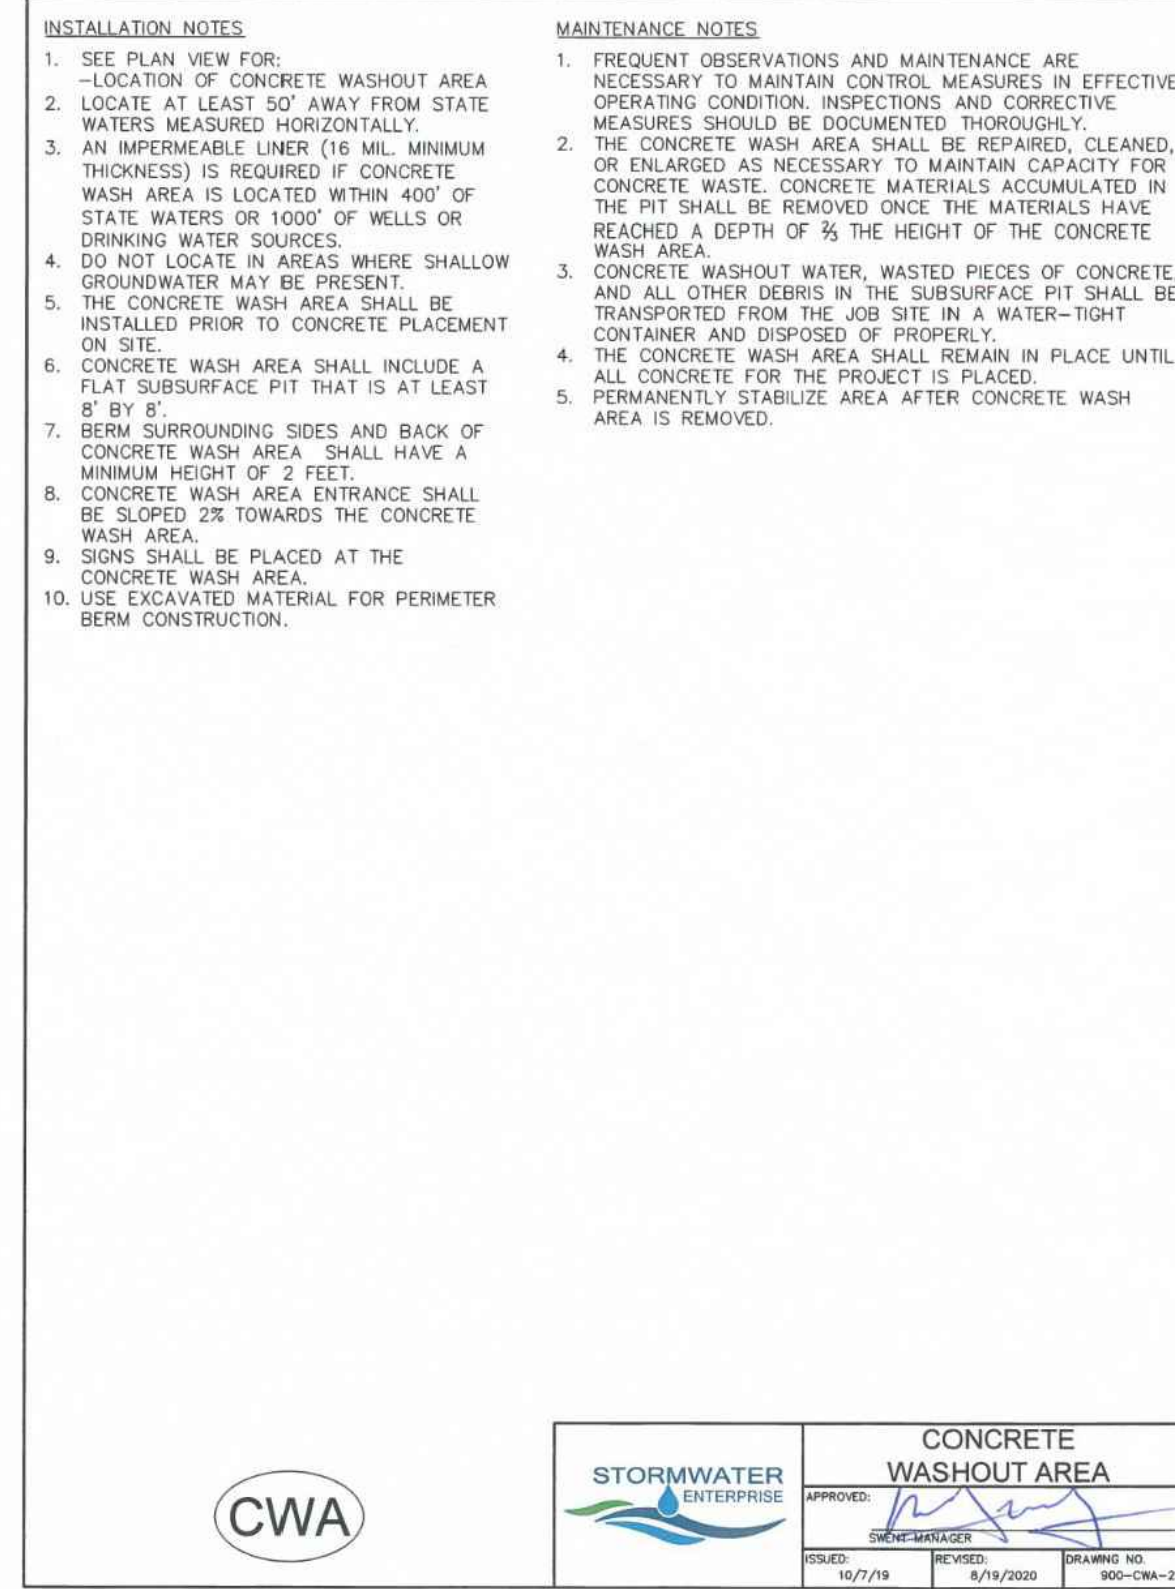 INSTALLATION NOTES
1. SEE PLAN VIEW FOR:
-LOCATION OF CONCRETE WASHOUT AREA
2. LOCATE AT LEAST 50' AWAY FROM STATE
WATERS MEASURED HORIZONTALLY.
3. AN IMPERMEABLE LINER (16 MIL. MINIMUM
THICKNESS) IS REQUIRED IF CONCRETE
WASH AREA IS LOCATED WITHIN 400' OF
STATE WATERS OR 1000' OF WELLS OR
DRINKING WATER SOURCES.
4. DO NOT LOCATE IN AREAS WHERE SHALLOW
GROUNDWATER MAY BE PRESENT.
5. THE CONCRETE WASH AREA SHALL BE
INSTALLED PRIOR TO CONCRETE PLACEMENT
ON SITE.
6. CONCRETE WASH AREA SHALL INCLUDE A
FLAT SUBSURFACE PIT THAT IS AT LEAST
8' BY 8'.
7. BERM SURROUNDING SIDES AND BACK OF
CONCRETE WASH AREA SHALL HAVE A
MINIMUM HEIGHT OF 2 FEET.
8. CONCRETE WASH AREA ENTRANCE SHALL
BE SLOPED 2% TOWARDS THE CONCRETE
WASH AREA.
9. SIGNS SHALL BE PLACED AT THE
CONCRETE WASH AREA.
10. USE EXCAVATED MATERIAL FOR PERIMETER
BERM CONSTRUCTION.
MAINTENANCE NOTES
1. FREQUENT OBSERVATIONS AND MAINTENANCE ARE
NECESSARY TO MAINTAIN CONTROL MEASURES IN EFFECTIVE
OPERATING CONDITION. INSPECTIONS AND CORRECTIVE
MEASURES SHOULD BE DOCUMENTED THOROUGHLY.
2. THE CONCRETE WASH AREA SHALL BE REPAIRED, CLEANED,
OR ENLARGED AS NECESSARY TO MAINTAIN CAPACITY FOR
CONCRETE WASTE. CONCRETE MATERIALS ACCUMULATED IN
THE PIT SHALL BE REMOVED ONCE THE MATERIALS HAVE
REACHED A DEPTH OF ⅔ THE HEIGHT OF THE CONCRETE
WASH AREA.
3. CONCRETE WASHOUT WATER, WASTED PIECES OF CONCRETE,
AND ALL OTHER DEBRIS IN THE SUBSURFACE PIT SHALL BE
TRANSPORTED FROM THE JOB SITE IN A WATER-TIGHT
CONTAINER AND DISPOSED OF PROPERLY.
4. THE CONCRETE WASH AREA SHALL REMAIN IN PLACE UNTIL
ALL CONCRETE FOR THE PROJECT IS PLACED.
5. PERMANENTLY STABILIZE AREA AFTER CONCRETE WASH
AREA IS REMOVED.
CWA
STORMWATER
ENTERPRISE
CONCRETE
WASHOUT AREA
APPROVED:
SWENT MANAGER
ISSUED:
10/7/19
REVISED:
8/19/2020
DRAWING NO.
900-CWA-2